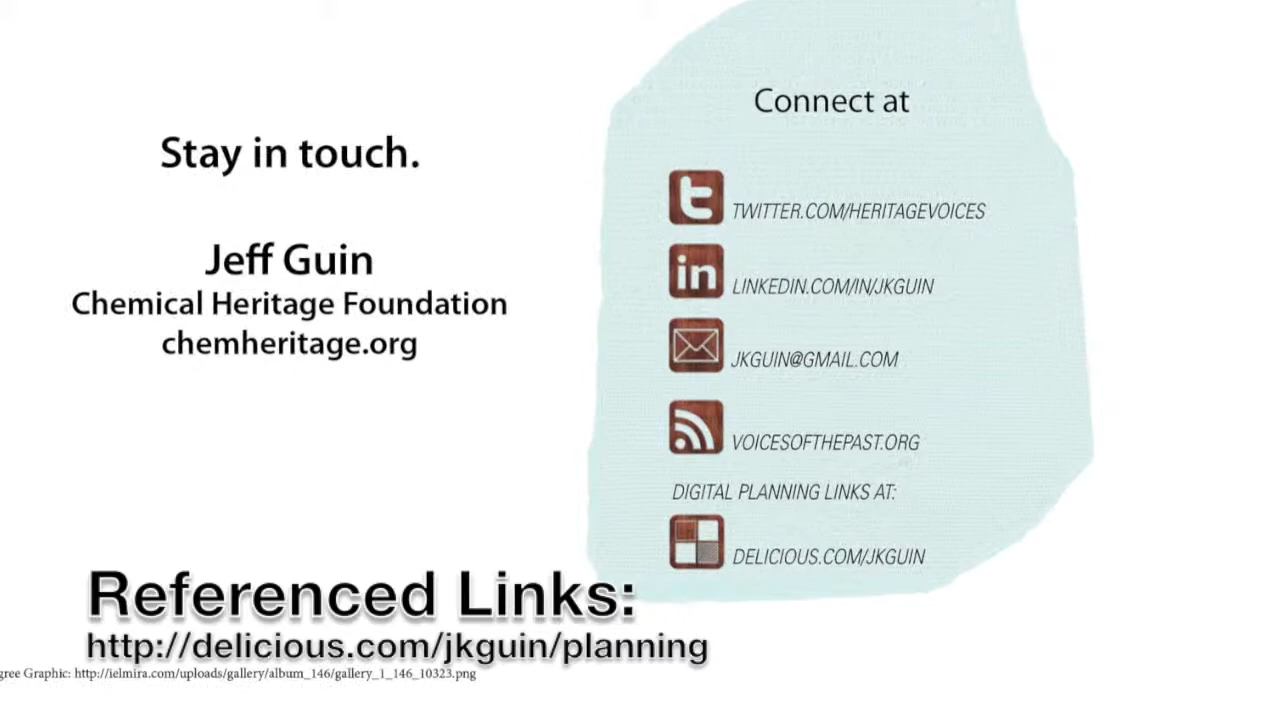 Stay in touch.
Jeff Guin
Chemical Heritage Foundation
chemheritage.org
Connect at
TWITTER.COM/HERITAGEVOICES
in LINKEDIN.COM/IN/JKGUIN
JKGUIN@GMAIL.COM
VOICESOFTHEPAST.ORG
DIGITAL PLANNING LINKS AT:
DELICIOUS.COM/JKGUIN
Referenced Links:
http://delicious.com/jkguin/planning
gree Graphic: http://ielmira.com/uploads/gallery/album_146/gallery_1_146_10323.png